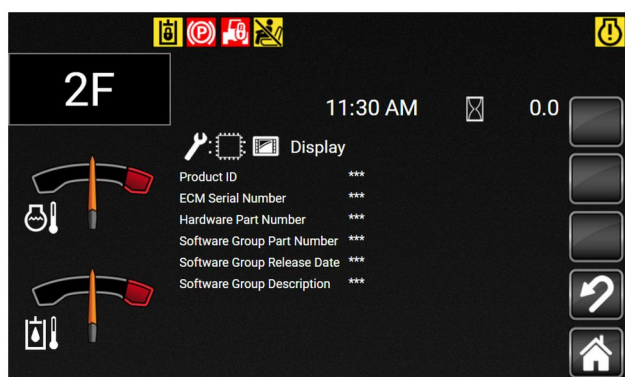 P
2F
11:30 AM 0.0
Display
Product ID ***
ECM Serial Number ***
Hardware Part Number ***
Software Group Part Number ***
Software Group Release Date ***
Software Group Description ***